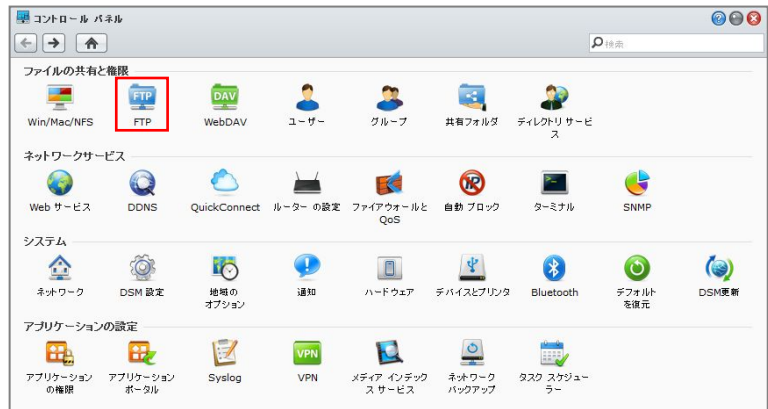 コントロール パネル
検索
ファイルの共有と権限
FTP
DAV
Win/Mac/NFS
FTP
WebDAV
ユーザー
グループ
共有フォルダ
ディレクトリ サービ
ス
ネットワークサービス
IR
Web サービス
DDNS
QuickConnect
ルーター の設定
ファイアウォールと
QoS
自動 ブロック
ターミナル
SNMP
システム
ネットワーク
DSM 設定
地域の
オプション
通知
ハードウェア
デバイスとプリンタ
Bluetooth
デフォルト
を復元
DSM更新
アプリケーションの設定
VPN
アプリケーション
の権限
アプリケーション
ポータル
Syslog
VPN
メディア インデック
ス サービス
ネットワーク
バックアップ
タスク スケジュー
ラー